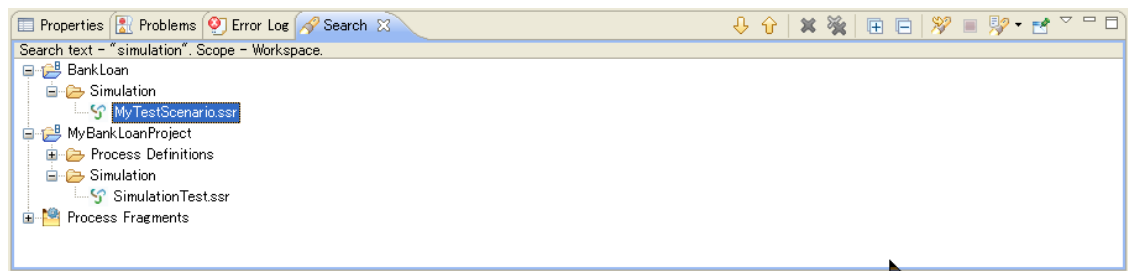 Properties Problems Error Log Search
Search text - "simulation". Scope - Workspace.
BankLoan
Simulation
MyTestScenario.ssr
MyBankLoanProject
Process Definitions
Simulation
SimulationTest.ssr
Process Fragments